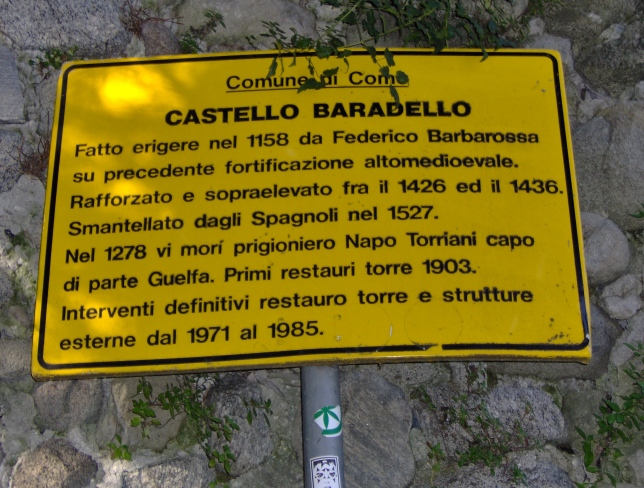 Comune di Como
CASTELLO BARADELLO
Fatto erigere nel 1158 da Federico Barbarossa
su precedente fortificazione altomedioevale.
Rafforzato e sopraelevato fra il 1426 ed il 1436.
Smantellato dagli Spagnoli nel 1527.
Nel 1278 vi morí prigioniero Napo Torriani capo
di parte Guelfa. Primi restauri torre 1903.
Interventi definitivi restauro torre e strutture
esterne dal 1971 al 1985.